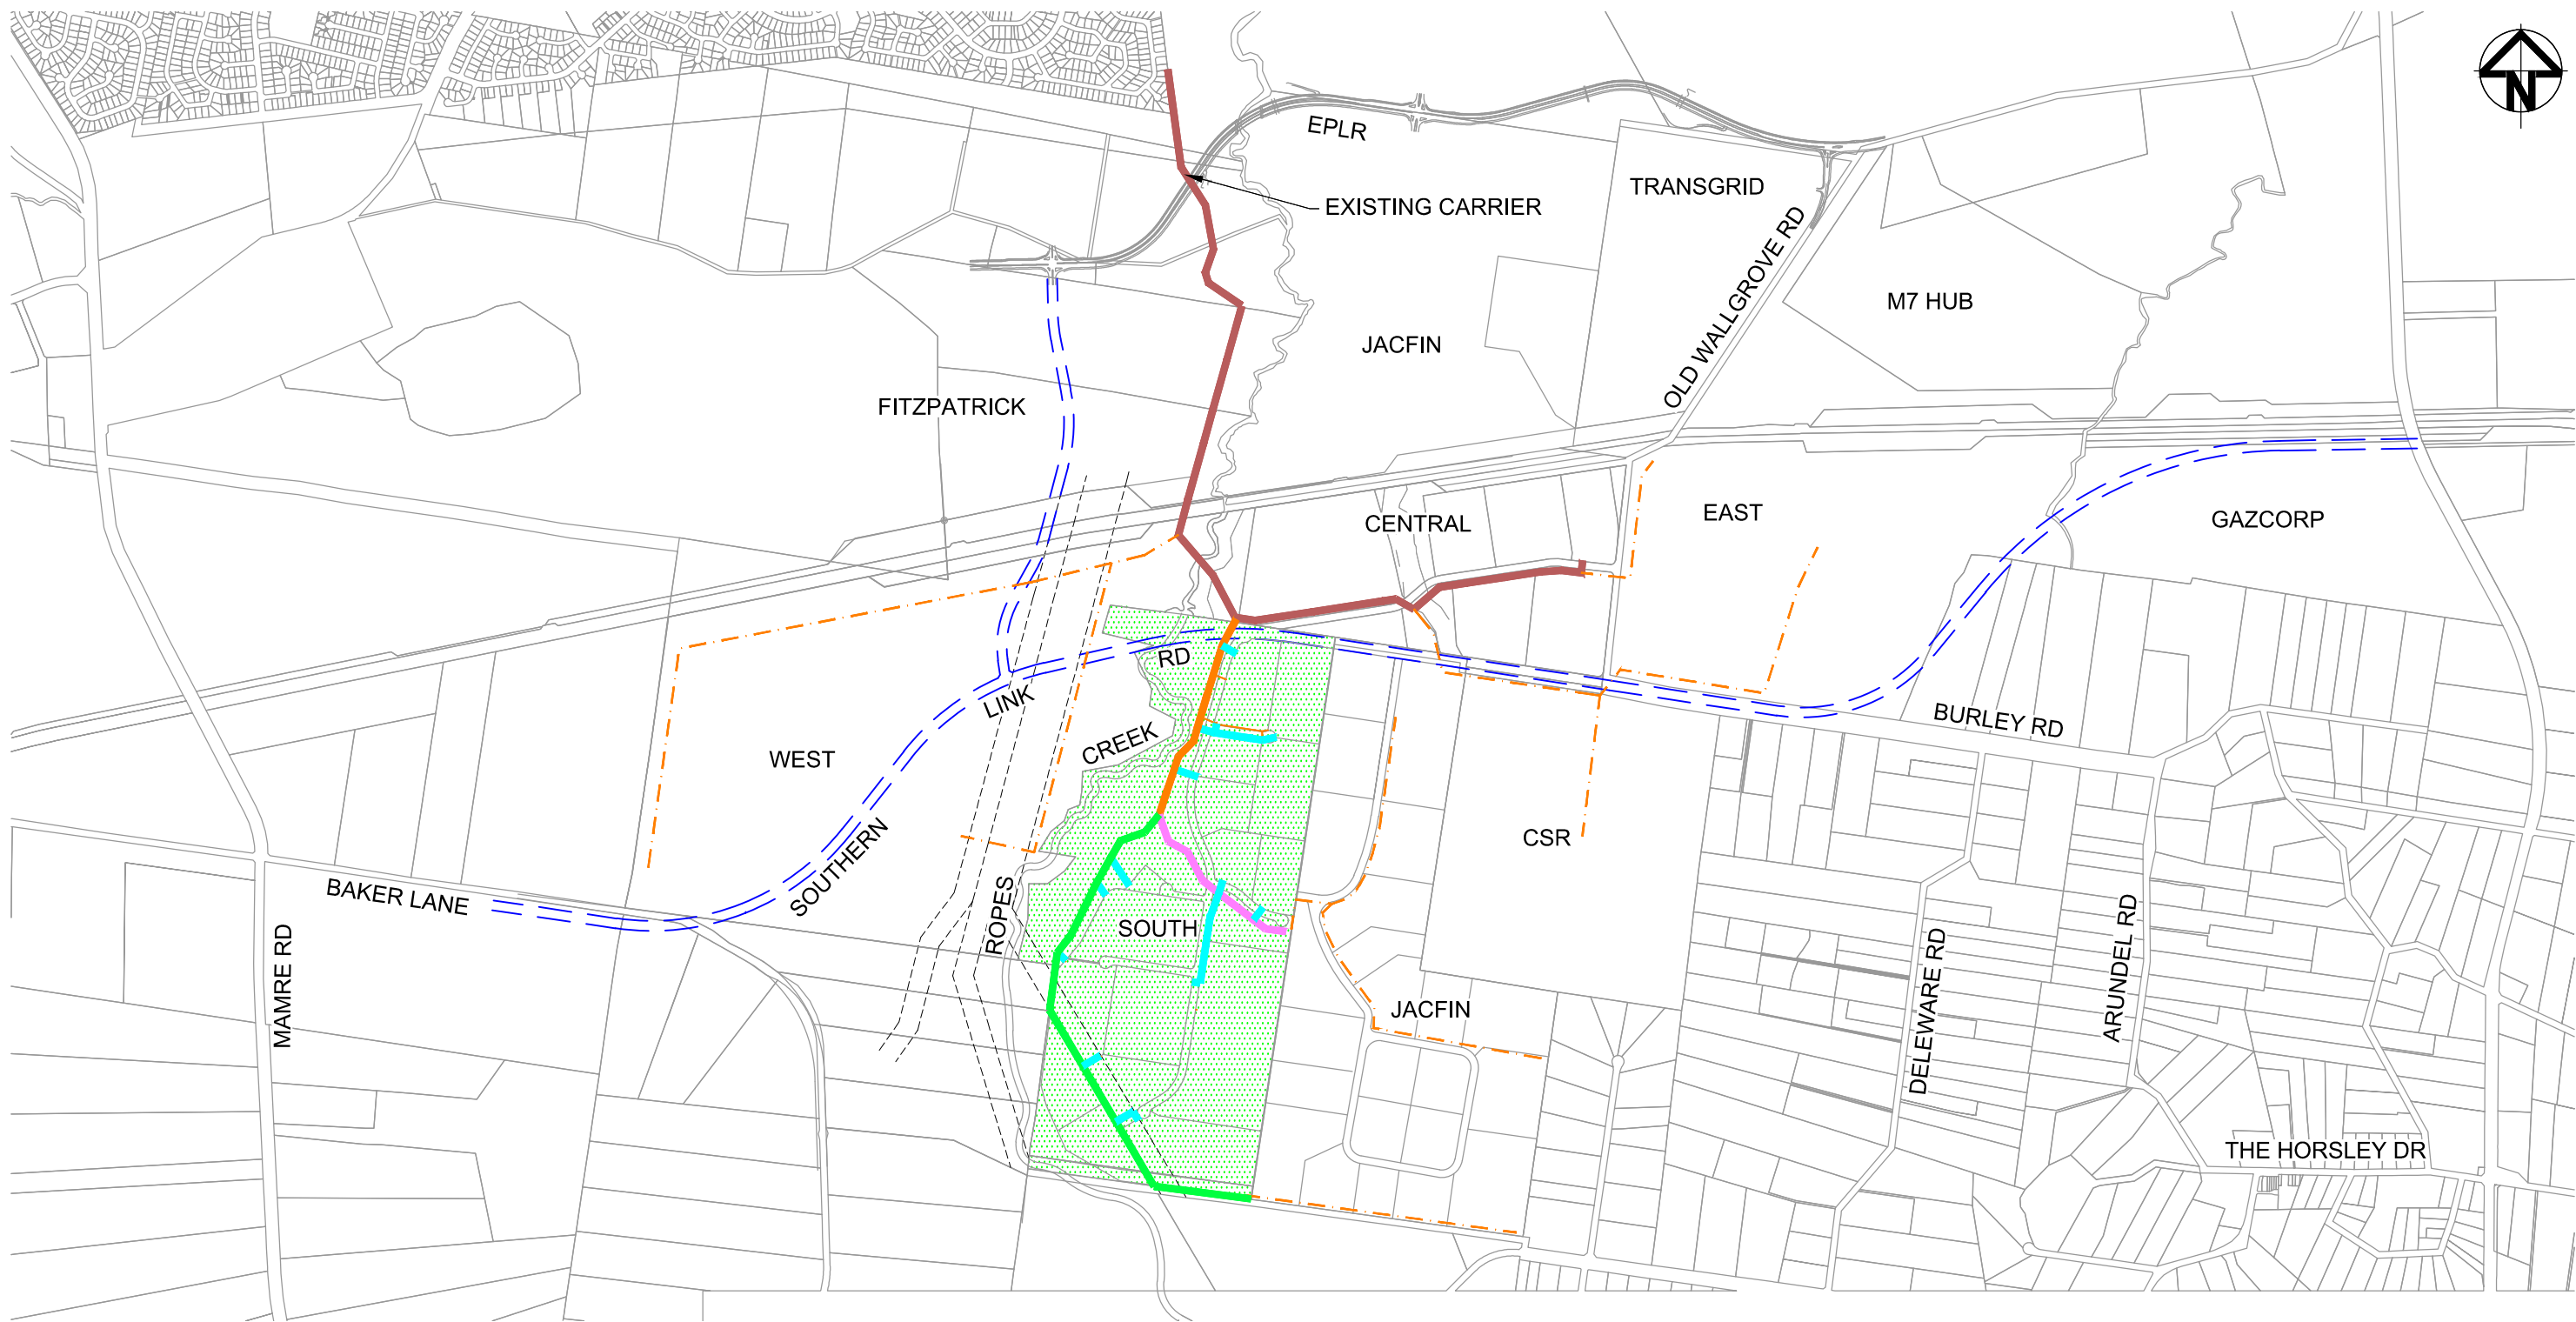 N
EPLR
TRANSGRID
EXISTING CARRIER
OLD WALLGROVE RD
M7 HUB
JACFIN
FITZPATRICK
CENTRAL
EAST
GAZCORP
RD
LINK
BURLEY RD
CREEK
WEST
SOUTHERN
CSR
BAKER LANE
ROPES
SOUTH
MAMRE RD
DELEWARE RD
ARUNDEL RD
JACFIN
THE HORSLEY DR